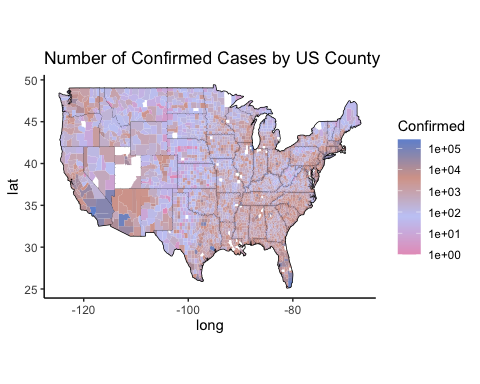 Number of Confirmed Cases by US County
50
45
40
35
30
25
lat
-120
-100
-80
long
Confirmed
1e+05
1e+04
1e+03
1e+02
1e+01
1e+00